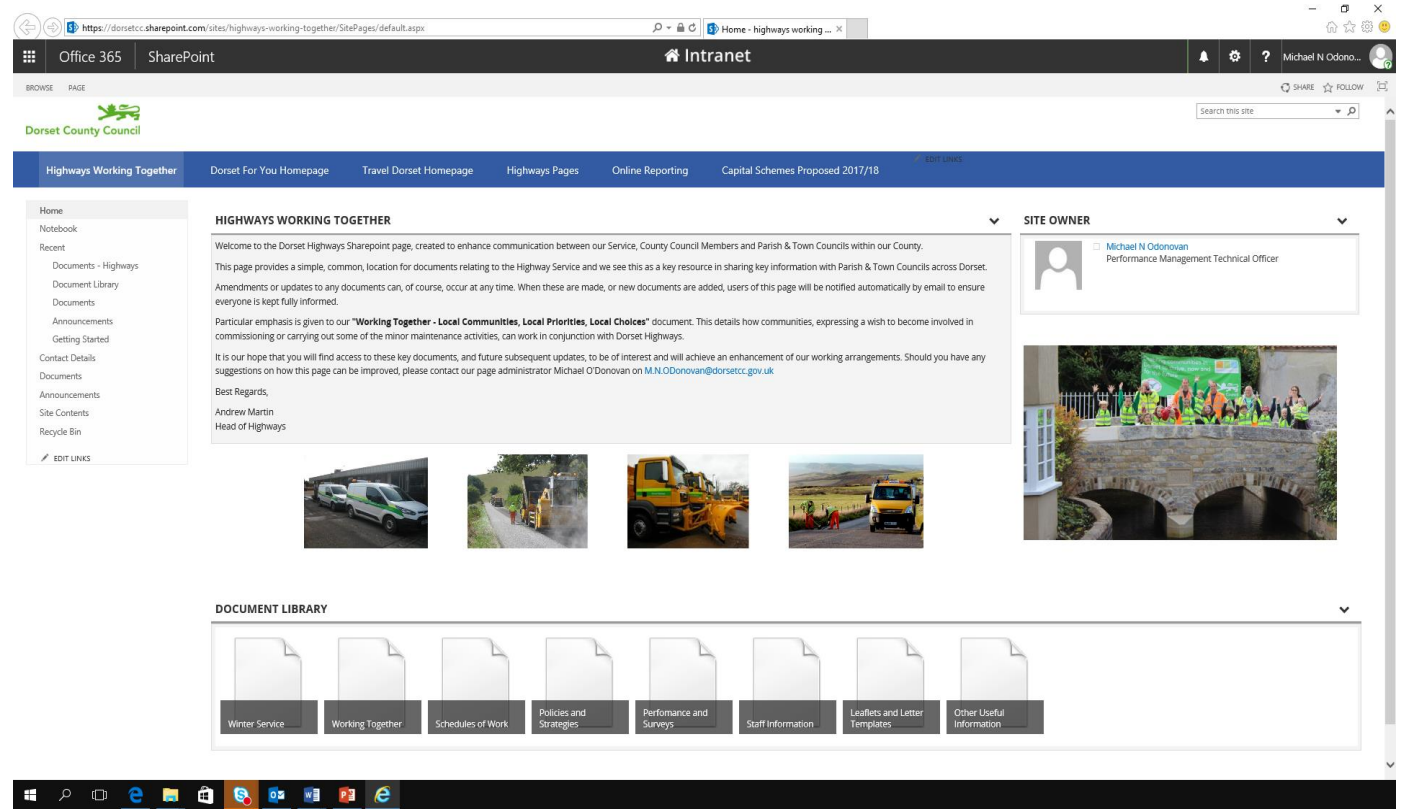 https://dorsetcc.sharepoint.com/sites/highways-working-together/SitePages/default.aspx
Home - highways working ...
Office 365
SharePoint
Intranet
?
Michael N Odono...
BROWSE
PAGE
SHARE
FOLLOW
Dorset County Council
Search this site
Highways Working Together
Dorset For You Homepage
Travel Dorset Homepage
Highways Pages
Online Reporting
Capital Schemes Proposed 2017/18
EDIT LINKS
Home
Notebook
Recent
Documents - Highways
Document Library
Documents
Announcements
Getting Started
Contact Details
Documents
Announcements
Site Contents
Recycle Bin
EDIT LINKS
HIGHWAYS WORKING TOGETHER
Welcome to the Dorset Highways Sharepoint page, created to enhance communication between our Service, County Council Members and Parish & Town Councils within our County.
This page provides a simple, common, location for documents relating to the Highway Service and we see this as a key resource in sharing key information with Parish & Town Councils across Dorset.
Amendments or updates to any documents can, of course, occur at any time. When these are made, or new documents are added, users of this page will be notified automatically by email to ensure
everyone is kept fully informed.
Particular emphasis is given to our "Working Together - Local Communities, Local Priorities, Local Choices" document. This details how communities, expressing a wish to become involved in
commissioning or carrying out some of the minor maintenance activities, can work in conjunction with Dorset Highways.
It is our hope that you will find access to these key documents, and future subsequent updates, to be of interest and will achieve an enhancement of our working arrangements. Should you have any
suggestions on how this page can be improved, please contact our page administrator Michael O'Donovan on M.N.ODonovan@dorsetcc.gov.uk
Best Regards,
Andrew Martin
Head of Highways
SITE OWNER
Michael N Odonovan
Performance Management Technical Officer
DOCUMENT LIBRARY
Winter Service
Working Together
Schedules of Work
Policies and
Strategies
Perfomance and
Surveys
Staff Information
Leaflets and Letter
Templates
Other Useful
Information